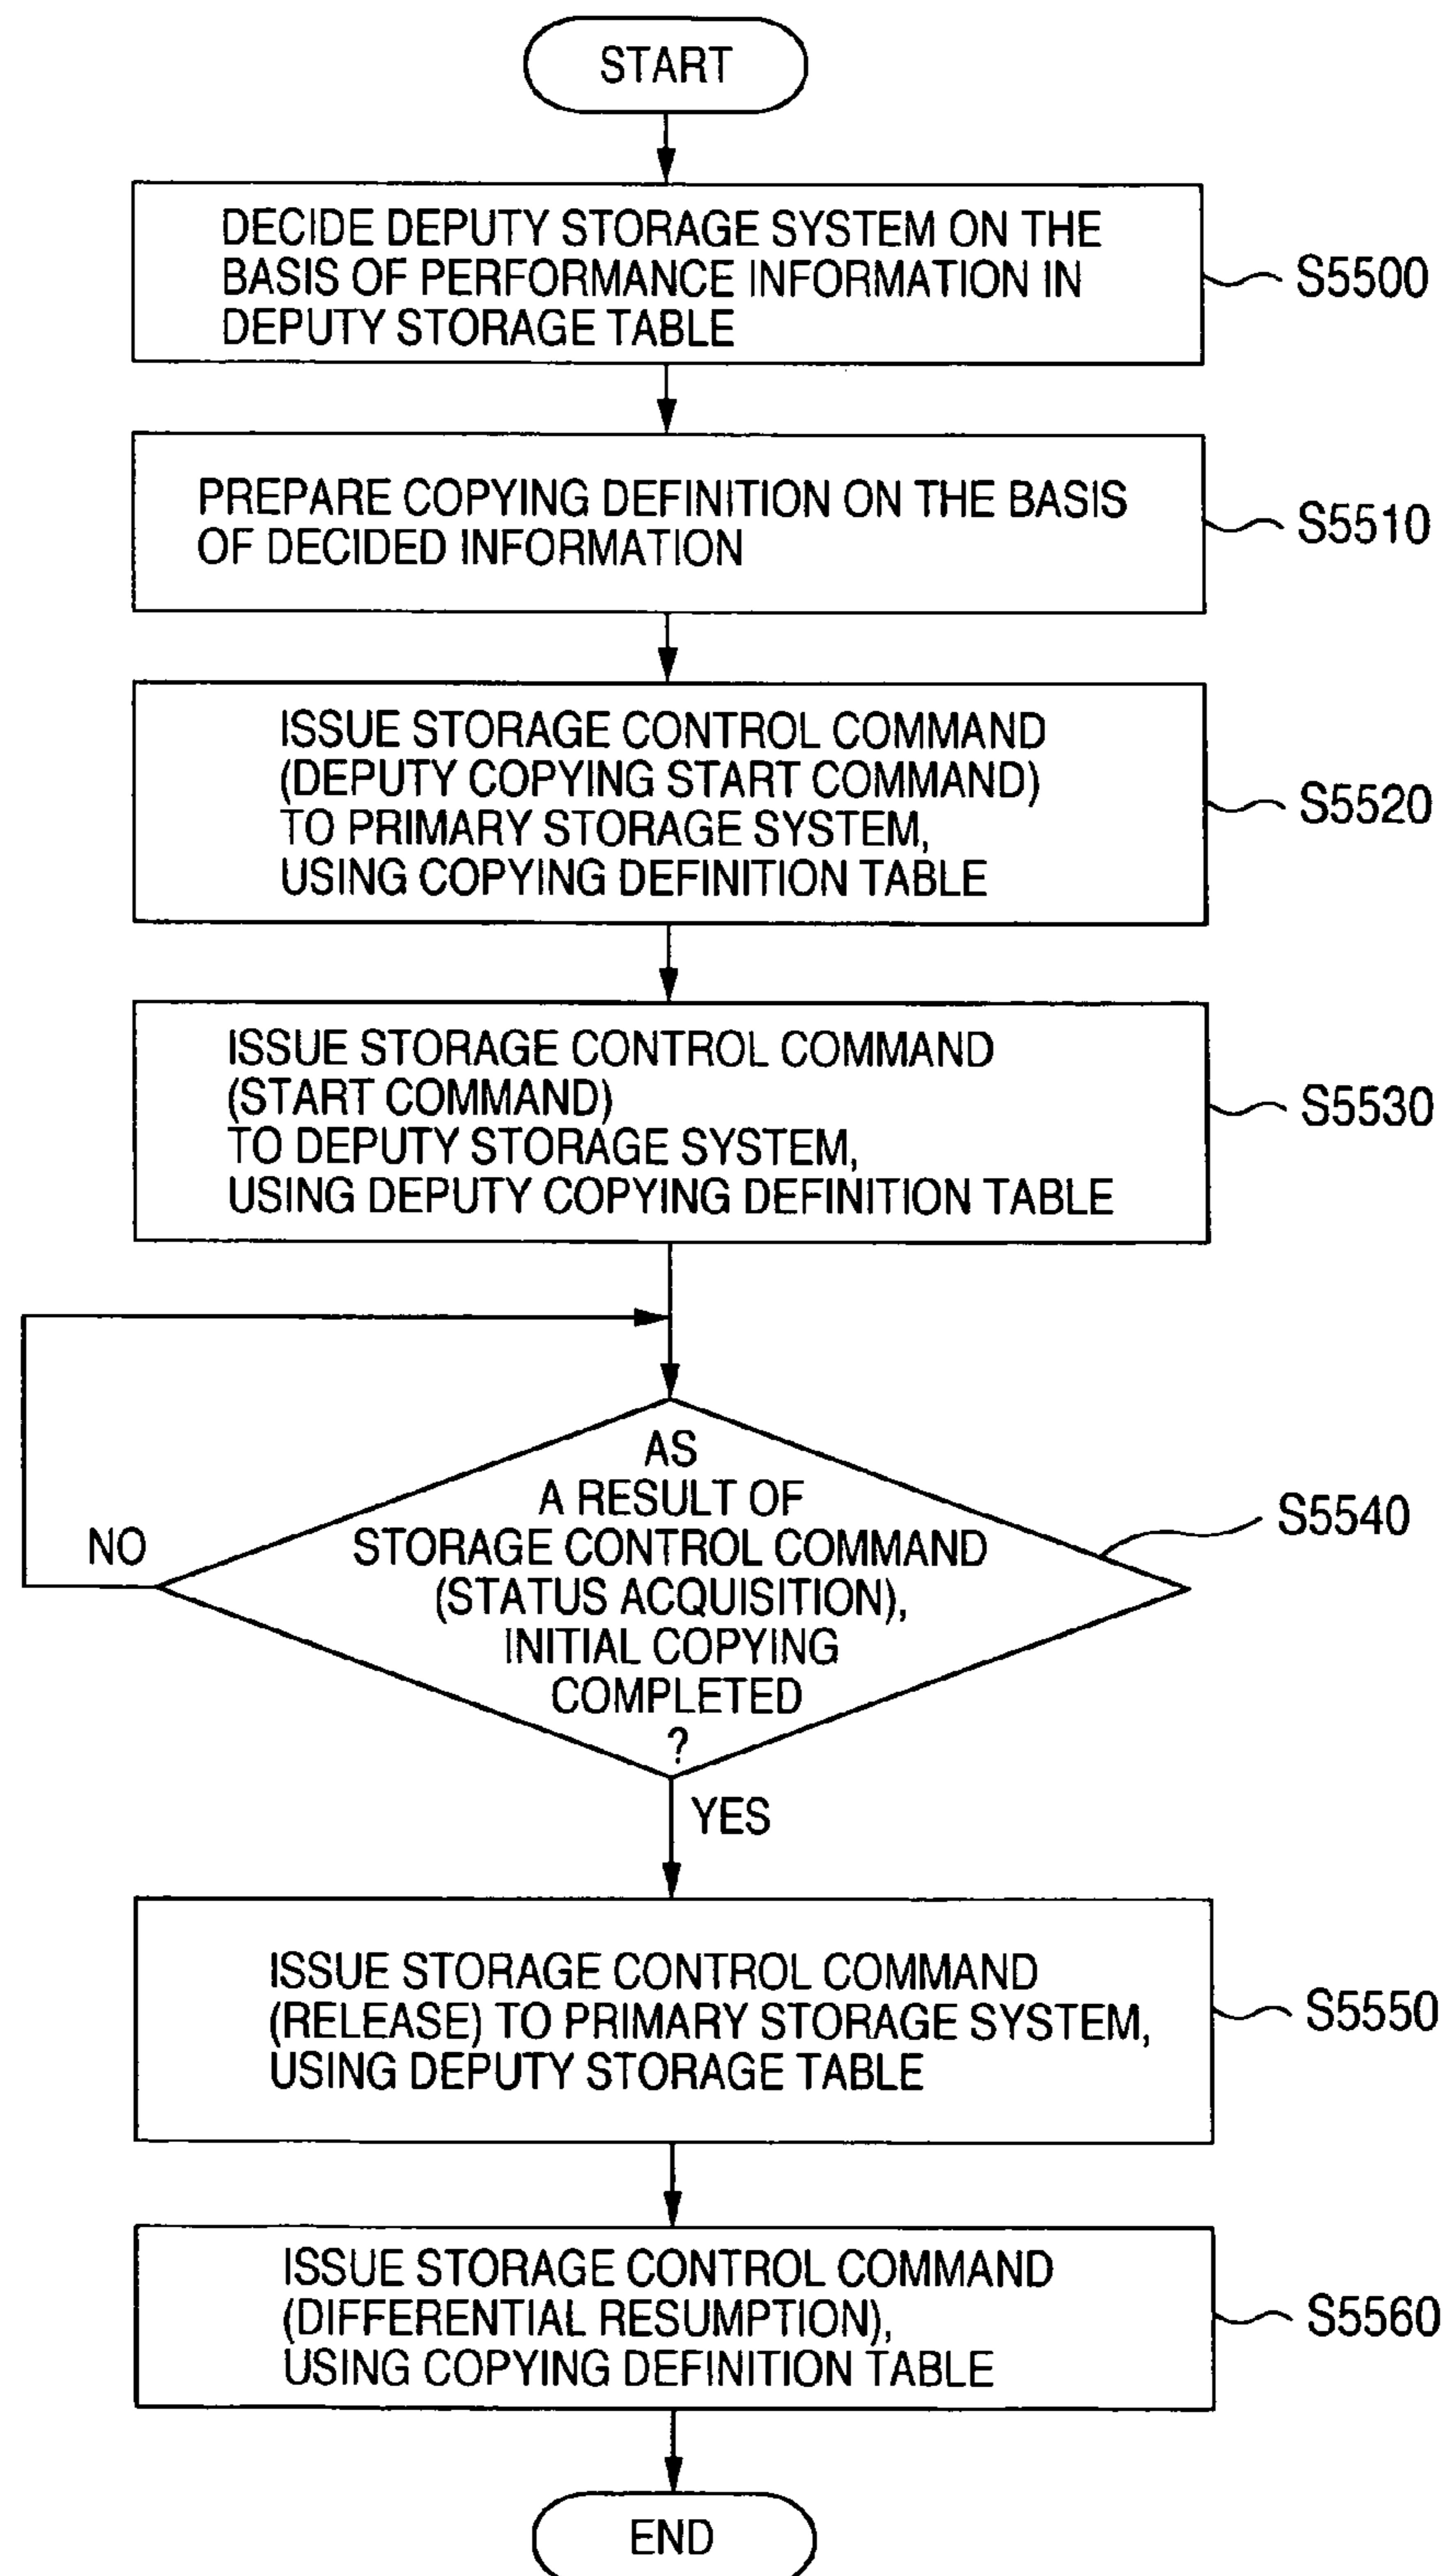 START
DECIDE DEPUTY STORAGE SYSTEM ON THE
BASIS OF PERFORMANCE INFORMATION IN
DEPUTY STORAGE TABLE
S5500
PREPARE COPYING DEFINITION ON THE BASIS
OF DECIDED INFORMATION
S5510
ISSUE STORAGE CONTROL COMMAND
(DEPUTY COPYING START COMMAND)
TO PRIMARY STORAGE SYSTEM,
USING COPYING DEFINITION TABLE
S5520
ISSUE STORAGE CONTROL COMMAND
(START COMMAND)
TO DEPUTY STORAGE SYSTEM,
USING DEPUTY COPYING DEFINITION TABLE
S5530
AS
A RESULT OF
STORAGE CONTROL COMMAND
(STATUS ACQUISITION),
INITIAL COPYING
COMPLETED
?
S5540
NO
YES
ISSUE STORAGE CONTROL COMMAND
(RELEASE) TO PRIMARY STORAGE SYSTEM,
USING DEPUTY STORAGE TABLE
S5550
ISSUE STORAGE CONTROL COMMAND
(DIFFERENTIAL RESUMPTION),
USING COPYING DEFINITION TABLE
S5560
END